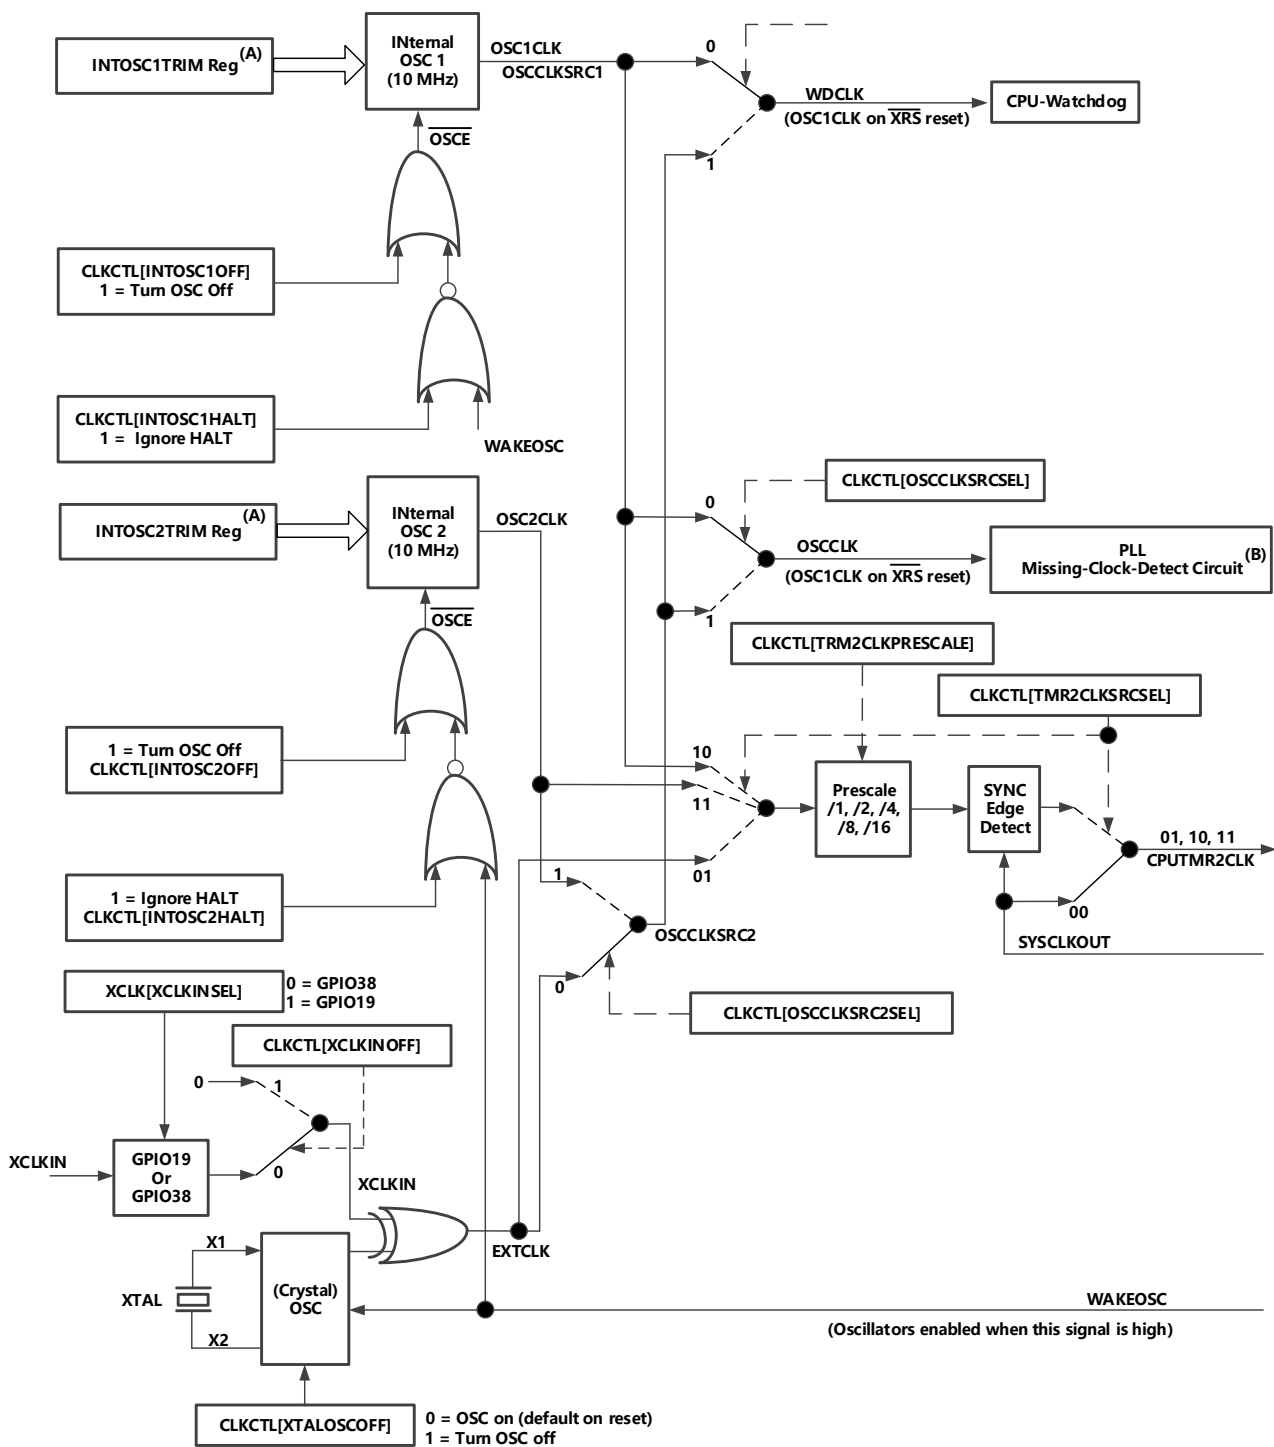 INTOSC1TRIM Reg (A)
INternal
OSC 1
(10 MHz)
OSC1CLK
OSCCLKSRC1
0
WDCLK
(OSC1CLK on XRS reset)
CPU-Watchdog
1
OSCE
CLKCTL[INTOSC1OFF]
1 = Turn OSC Off
CLKCTL[INTOSC1HALT]
1 = Ignore HALT
WAKEOSC
INTOSC2TRIM Reg (A)
INternal
OSC 2
(10 MHz)
OSC2CLK
CLKCTL[OSCCLKSRCSEL]
0
OSCCLK
(OSC1CLK on XRS reset)
PLL
Missing-Clock-Detect Circuit (B)
1
OSCE
CLKCTL[TRM2CLKPRESCALE]
CLKCTL[TMR2CLKSRCSEL]
1 = Turn OSC Off
CLKCTL[INTOSC2OFF]
10
11
01
Prescale
/1, /2, /4,
/8, /16
SYNC
Edge
Detect
01, 10, 11
CPUTMR2CLK
00
SYSCLKOUT
1 = Ignore HALT
CLKCTL[INTOSC2HALT]
1
OSCCLKSRC2
0
CLKCTL[OSCCLKSRC2SEL]
XCLK[XCLKINSEL]
0 = GPIO38
1 = GPIO19
CLKCTL[XCLKINOFF]
0
1
0
XCLKIN
GPIO19
Or
GPIO38
XCLKIN
EXTCLK
X1
XTAL
X2
(Crystal)
OSC
WAKEOSC
(Oscillators enabled when this signal is high)
CLKCTL[XTALOSCOFF]
0 = OSC on (default on reset)
1 = Turn OSC off